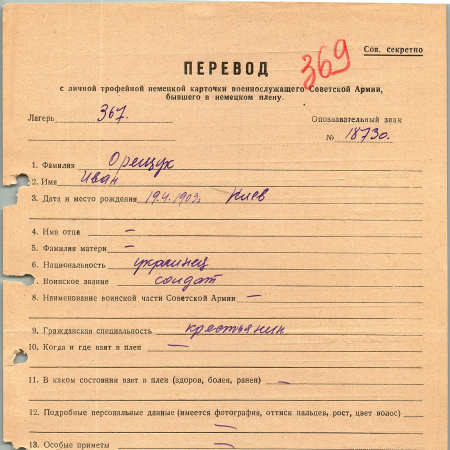 369
Сов. секретно
ПЕРЕВОД
с личной трофейной немецкой карточки военнослужащего Советской Армии,
бывшего в немецком плену.
Лагерь 367.
Опознавательный знак
№ 18730.
1. Фамилия Орещук
2. Имя Иван
3. Дата и место рождения 19.4.1903г Киев
4. Имя отца —
5. Фамилия матери —
6. Национальность украинец
7. Воинское звание солдат
8. Наименование воинской части Советской Армии —
9. Гражданская специальность крестьянин
10. Когда и где взят в плен —
11. В каком состоянии взят в плен (здоров, болен, ранен) —
12. Подробные персональные данные (имеется фотография, оттиск пальцев, рост, цвет волос)
—
13. Особые приметы —